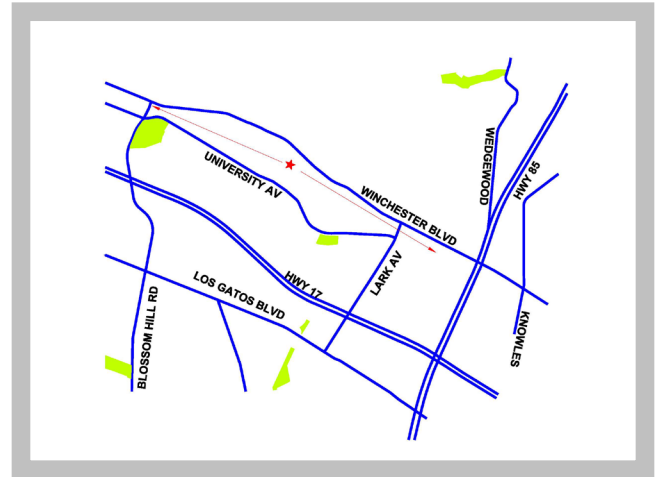 WEDGEWOOD
HWY 85
UNIVERSITY AV
WINCHESTER BLVD
LARK AV
HWY 17
LOS GATOS BLVD
BLOSSOM HILL RD
KNOWLES